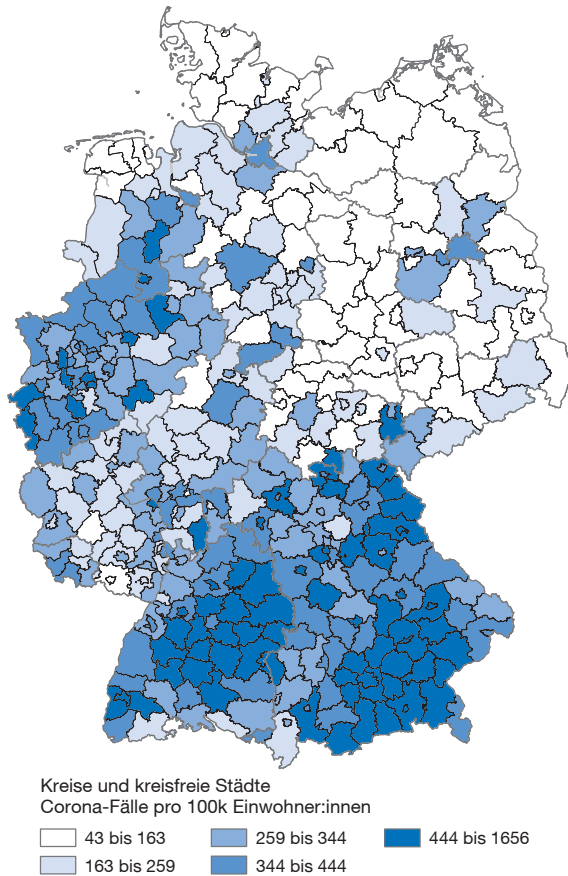 Kreise und kreisfreie Städte
Corona-Fälle pro 100k Einwohner:innen
43 bis 163
259 bis 344
444 bis 1656
163 bis 259
344 bis 444